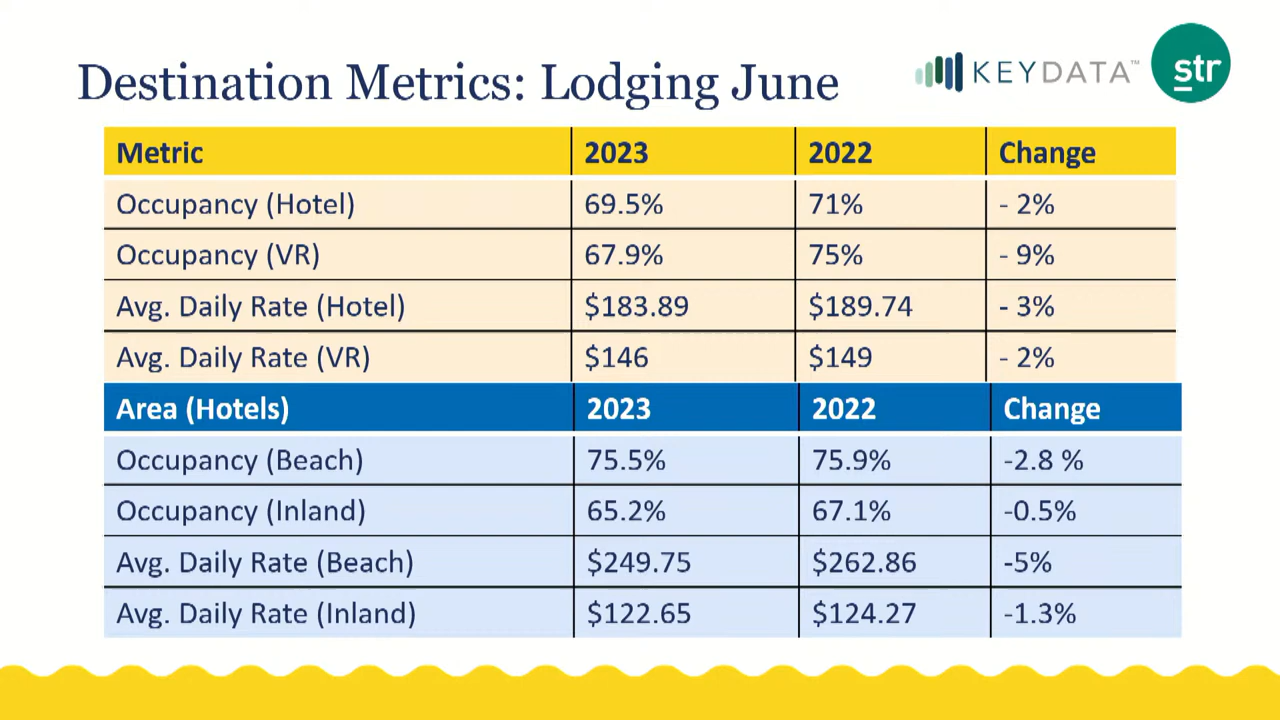 Destination Metrics: Lodging June
KEYDATA™
str
Metric 2023 2022 Change
Occupancy (Hotel) 69.5% 71% - 2%
Occupancy (VR) 67.9% 75% - 9%
Avg. Daily Rate (Hotel) $183.89 $189.74 - 3%
Avg. Daily Rate (VR) $146 $149 - 2%
Area (Hotels) 2023 2022 Change
Occupancy (Beach) 75.5% 75.9% -2.8 %
Occupancy (Inland) 65.2% 67.1% -0.5%
Avg. Daily Rate (Beach) $249.75 $262.86 -5%
Avg. Daily Rate (Inland) $122.65 $124.27 -1.3%